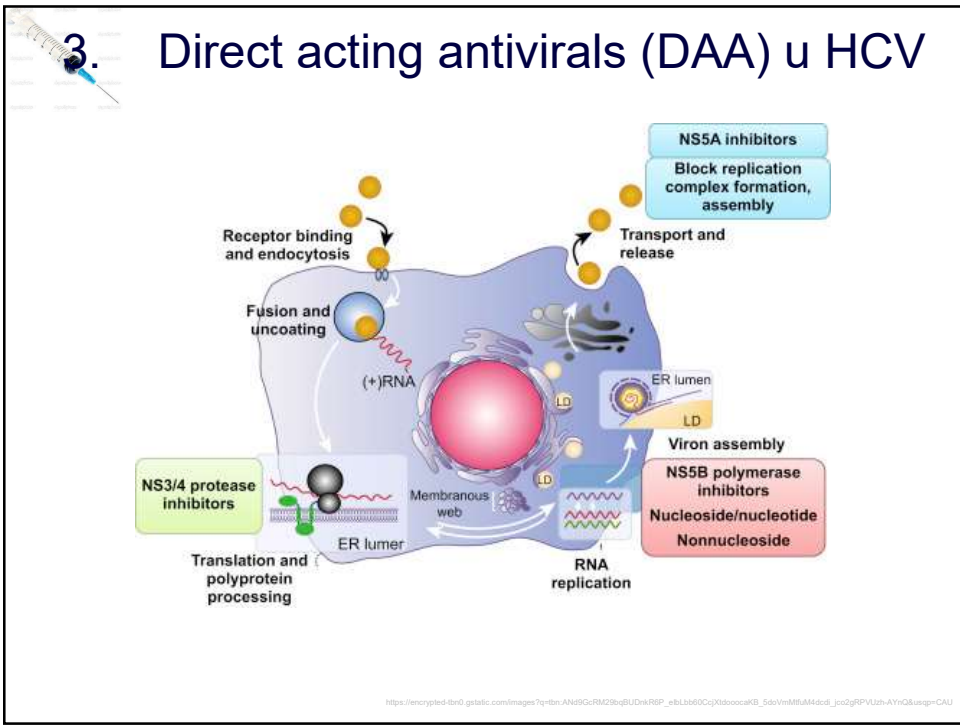 3. Direct acting antivirals (DAA) u HCV
NS5A inhibitors
Block replication
complex formation,
assembly
Receptor binding
and endocytosis
Transport and
release
Fusion and
uncoating
(+)RNA
ER lumen
LD
LD
Viron assembly
LD
NS3/4 protease
inhibitors
Membranous
web
NS5B polymerase
inhibitors
Nucleoside/nucleotide
Nonnucleoside
ER lumer
Translation and
polyprotein
processing
RNA
replication